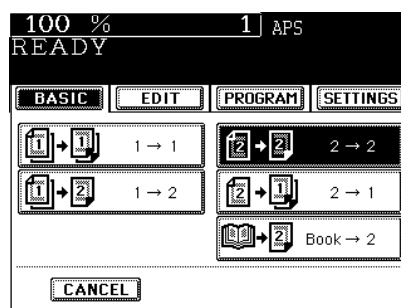 100 % 1 APS
READY
BASIC EDIT PROGRAM SETTINGS
1 → 1 2 → 2
1 → 2 2 → 1
Book → 2
CANCEL